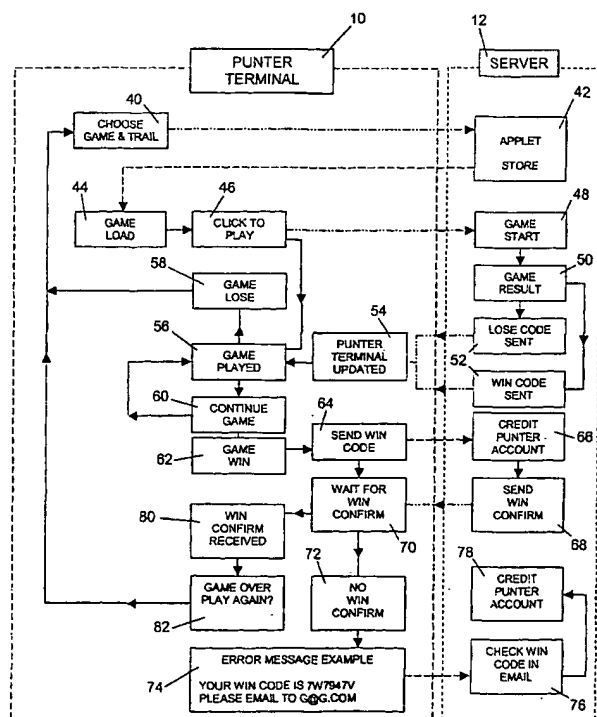 10
12
PUNTER
TERMINAL
SERVER
40
42
CHOOSE
GAME & TRAIL
APPLET
STORE
44
46
48
GAME
LOAD
CLICK TO
PLAY
GAME
START
58
50
GAME
LOSE
GAME
RESULT
54
56
GAME
PLAYED
PUNTER
TERMINAL
UPDATED
LOSE CODE
SENT
52
WIN CODE
SENT
60
CONTINUE
GAME
64
62
GAME
WIN
SEND WIN
CODE
CREDIT
PUNTER
ACCOUNT
66
80
WIN
CONFIRM
RECEIVED
WAIT FOR
WIN
CONFIRM
70
SEND
WIN
CONFIRM
68
72
78
GAME OVER
PLAY AGAIN?
82
NO
WIN
CONFIRM
CREDIT
PUNTER
ACCOUNT
74
ERROR MESSAGE EXAMPLE
YOUR WIN CODE IS 7W7947V
PLEASE EMAIL TO G@G.COM
CHECK WIN
CODE IN
EMAIL
76